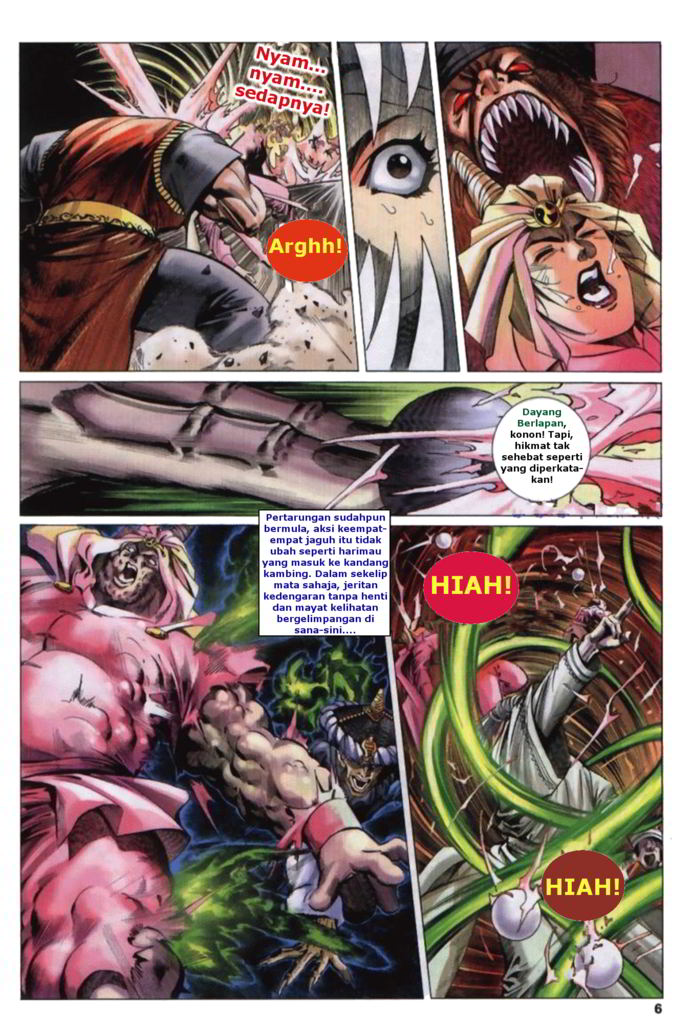 Nyam...
nyam....
sedapnya!
Arghh!
Dayang
Berlapan,
konon! Tapi,
hikmat tak
sehebat seperti
yang diperkata-
kan!
Pertarungan sudahpun
bermula, aksi keempat-
empat jaguh itu tidak
ubah seperti harimau
yang masuk ke kandang
kambing. Dalam sekelip
mata sahaja, jeritan
kedengaran tanpa henti
dan mayat kelihatan
bergelimpangan di
sana-sini....
HIAH!
HIAH!
6